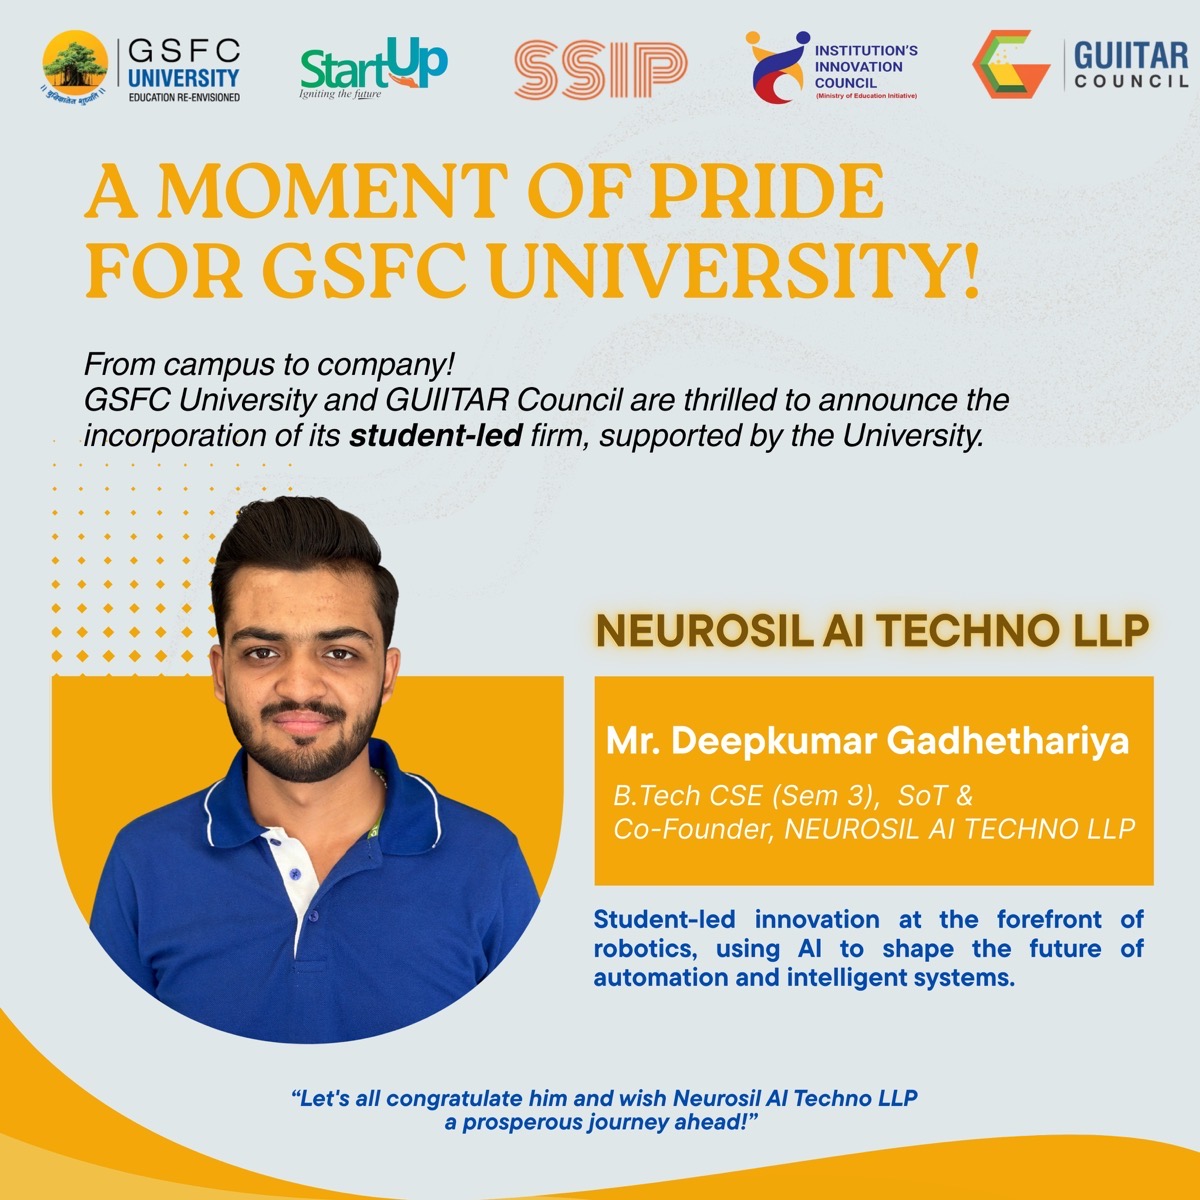 GSFC
UNIVERSITY
EDUCATION RE-ENVISIONED
StartUp
Igniting the future
SSIP
INSTITUTION'S
INNOVATION
COUNCIL
(Ministry of Education Initiative)
GUIITAR
COUNCIL
A MOMENT OF PRIDE
FOR GSFC UNIVERSITY!
From campus to company!
GSFC University and GUIITAR Council are thrilled to announce the
incorporation of its student-led firm, supported by the University.
NEUROSIL AI TECHNO LLP
Mr. Deepkumar Gadhethariya
B.Tech CSE (Sem 3), SoT &
Co-Founder, NEUROSIL AI TECHNO LLP
Student-led innovation at the forefront of
robotics, using AI to shape the future of
automation and intelligent systems.
“Let's all congratulate him and wish Neurosil AI Techno LLP
a prosperous journey ahead!”